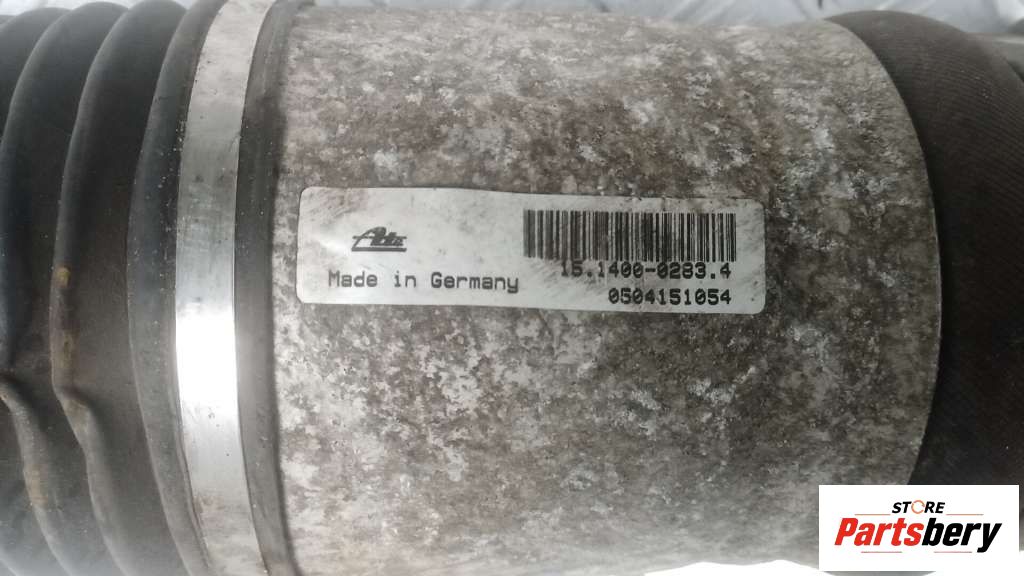 Ate
Made in Germany
15.1400-0283.4
0504151054
STORE
Partsbery